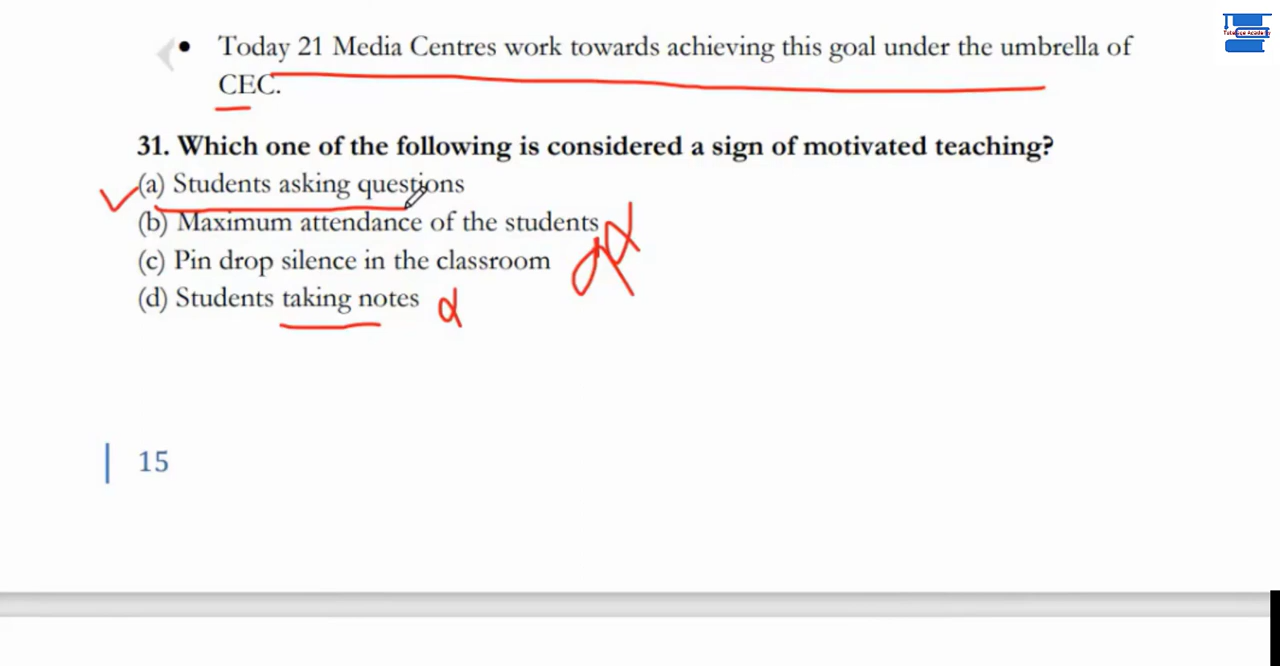 • Today 21 Media Centres work towards achieving this goal under the umbrella of
CEC.
31. Which one of the following is considered a sign of motivated teaching?
(a) Students asking questions
(b) Maximum attendance of the students
(c) Pin drop silence in the classroom
(d) Students taking notes
15